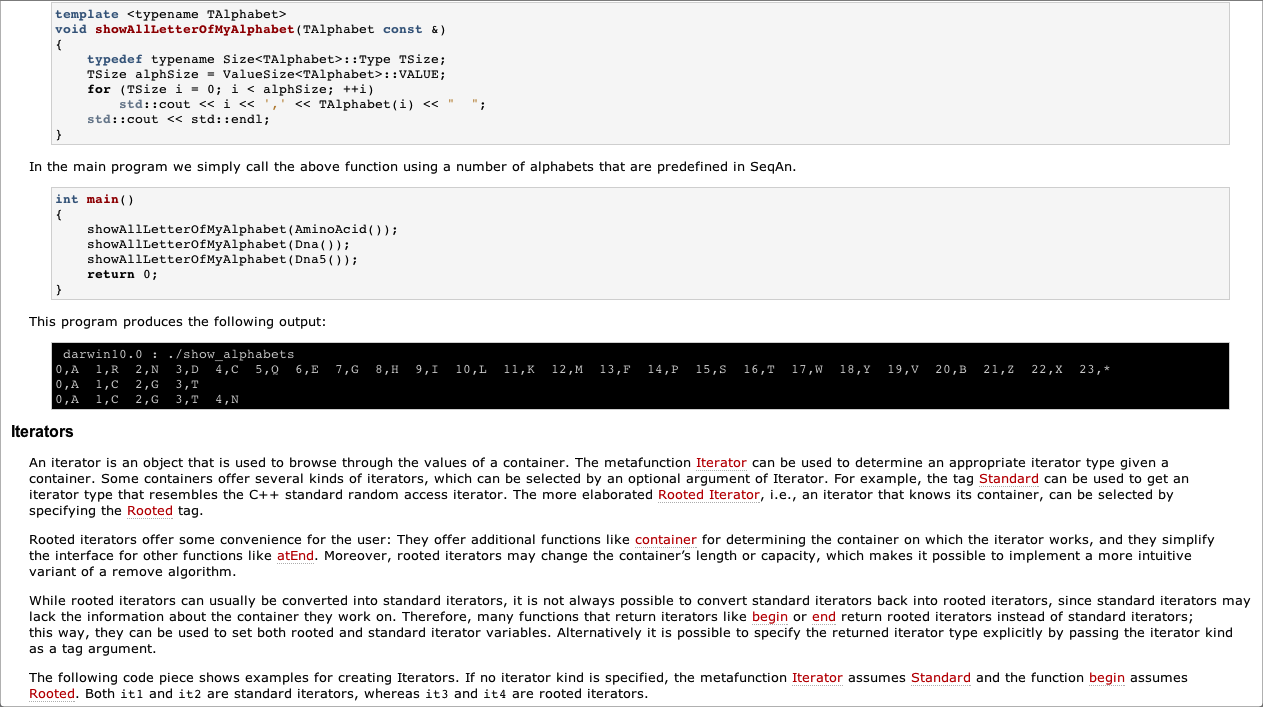 template <typename TAlphabet>
void showAllLetterOfMyAlphabet(TAlphabet const &)
{
    typedef typename Size<TAlphabet>::Type TSize;
    TSize alphSize = ValueSize<TAlphabet>::VALUE;
    for (TSize i = 0; i < alphSize; ++i)
        std::cout << i << ',' << TAlphabet(i) << "  ";
    std::cout << std::endl;
}
In the main program we simply call the above function using a number of alphabets that are predefined in SeqAn.
int main()
{
    showAllLetterOfMyAlphabet(AminoAcid());
    showAllLetterOfMyAlphabet(Dna());
    showAllLetterOfMyAlphabet(Dna5());
    return 0;
}
This program produces the following output:
 darwin10.0 : ./show_alphabets
0,A  1,R  2,N  3,D  4,C  5,Q  6,E  7,G  8,H  9,I  10,L  11,K  12,M  13,F  14,P  15,S  16,T  17,W  18,Y  19,V  20,B  21,Z  22,X  23,*
0,A  1,C  2,G  3,T
0,A  1,C  2,G  3,T  4,N
Iterators
An iterator is an object that is used to browse through the values of a container. The metafunction Iterator can be used to determine an appropriate iterator type given a
container. Some containers offer several kinds of iterators, which can be selected by an optional argument of Iterator. For example, the tag Standard can be used to get an
iterator type that resembles the C++ standard random access iterator. The more elaborated Rooted Iterator, i.e., an iterator that knows its container, can be selected by
specifying the Rooted tag.
Rooted iterators offer some convenience for the user: They offer additional functions like container for determining the container on which the iterator works, and they simplify
the interface for other functions like atEnd. Moreover, rooted iterators may change the container’s length or capacity, which makes it possible to implement a more intuitive
variant of a remove algorithm.
While rooted iterators can usually be converted into standard iterators, it is not always possible to convert standard iterators back into rooted iterators, since standard iterators may
lack the information about the container they work on. Therefore, many functions that return iterators like begin or end return rooted iterators instead of standard iterators;
this way, they can be used to set both rooted and standard iterator variables. Alternatively it is possible to specify the returned iterator type explicitly by passing the iterator kind
as a tag argument.
The following code piece shows examples for creating Iterators. If no iterator kind is specified, the metafunction Iterator assumes Standard and the function begin assumes
Rooted. Both it1 and it2 are standard iterators, whereas it3 and it4 are rooted iterators.